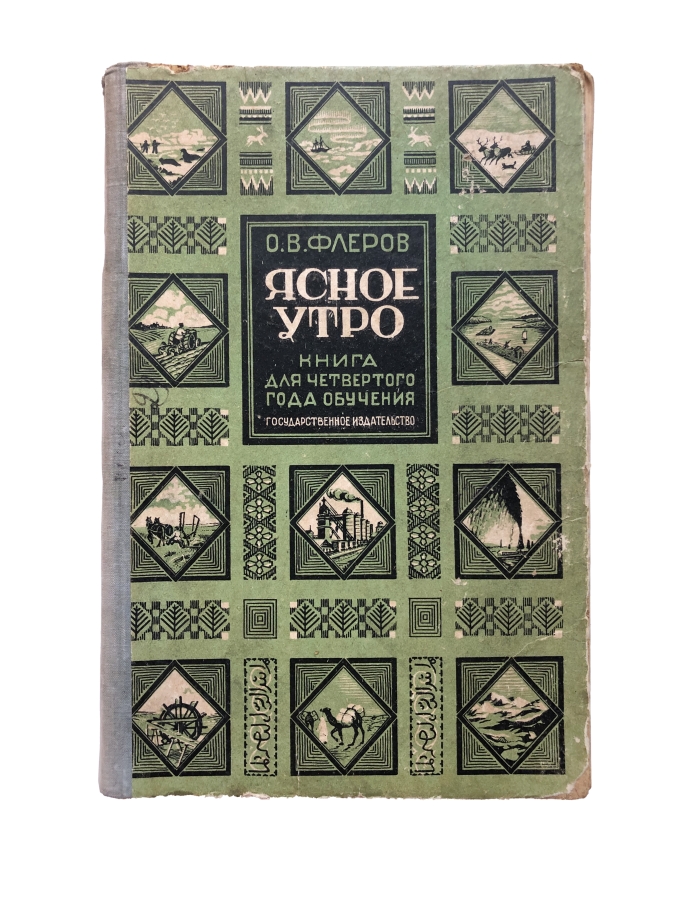 О.В.ФЛЕРОВ
ЯСНОЕ
УТРО
КНИГА
ДЛЯ ЧЕТВЕРТОГО
ГОДА ОБУЧЕНИЯ
ГОСУДАРСТВЕННОЕ ИЗДАТЕЛЬСТВО